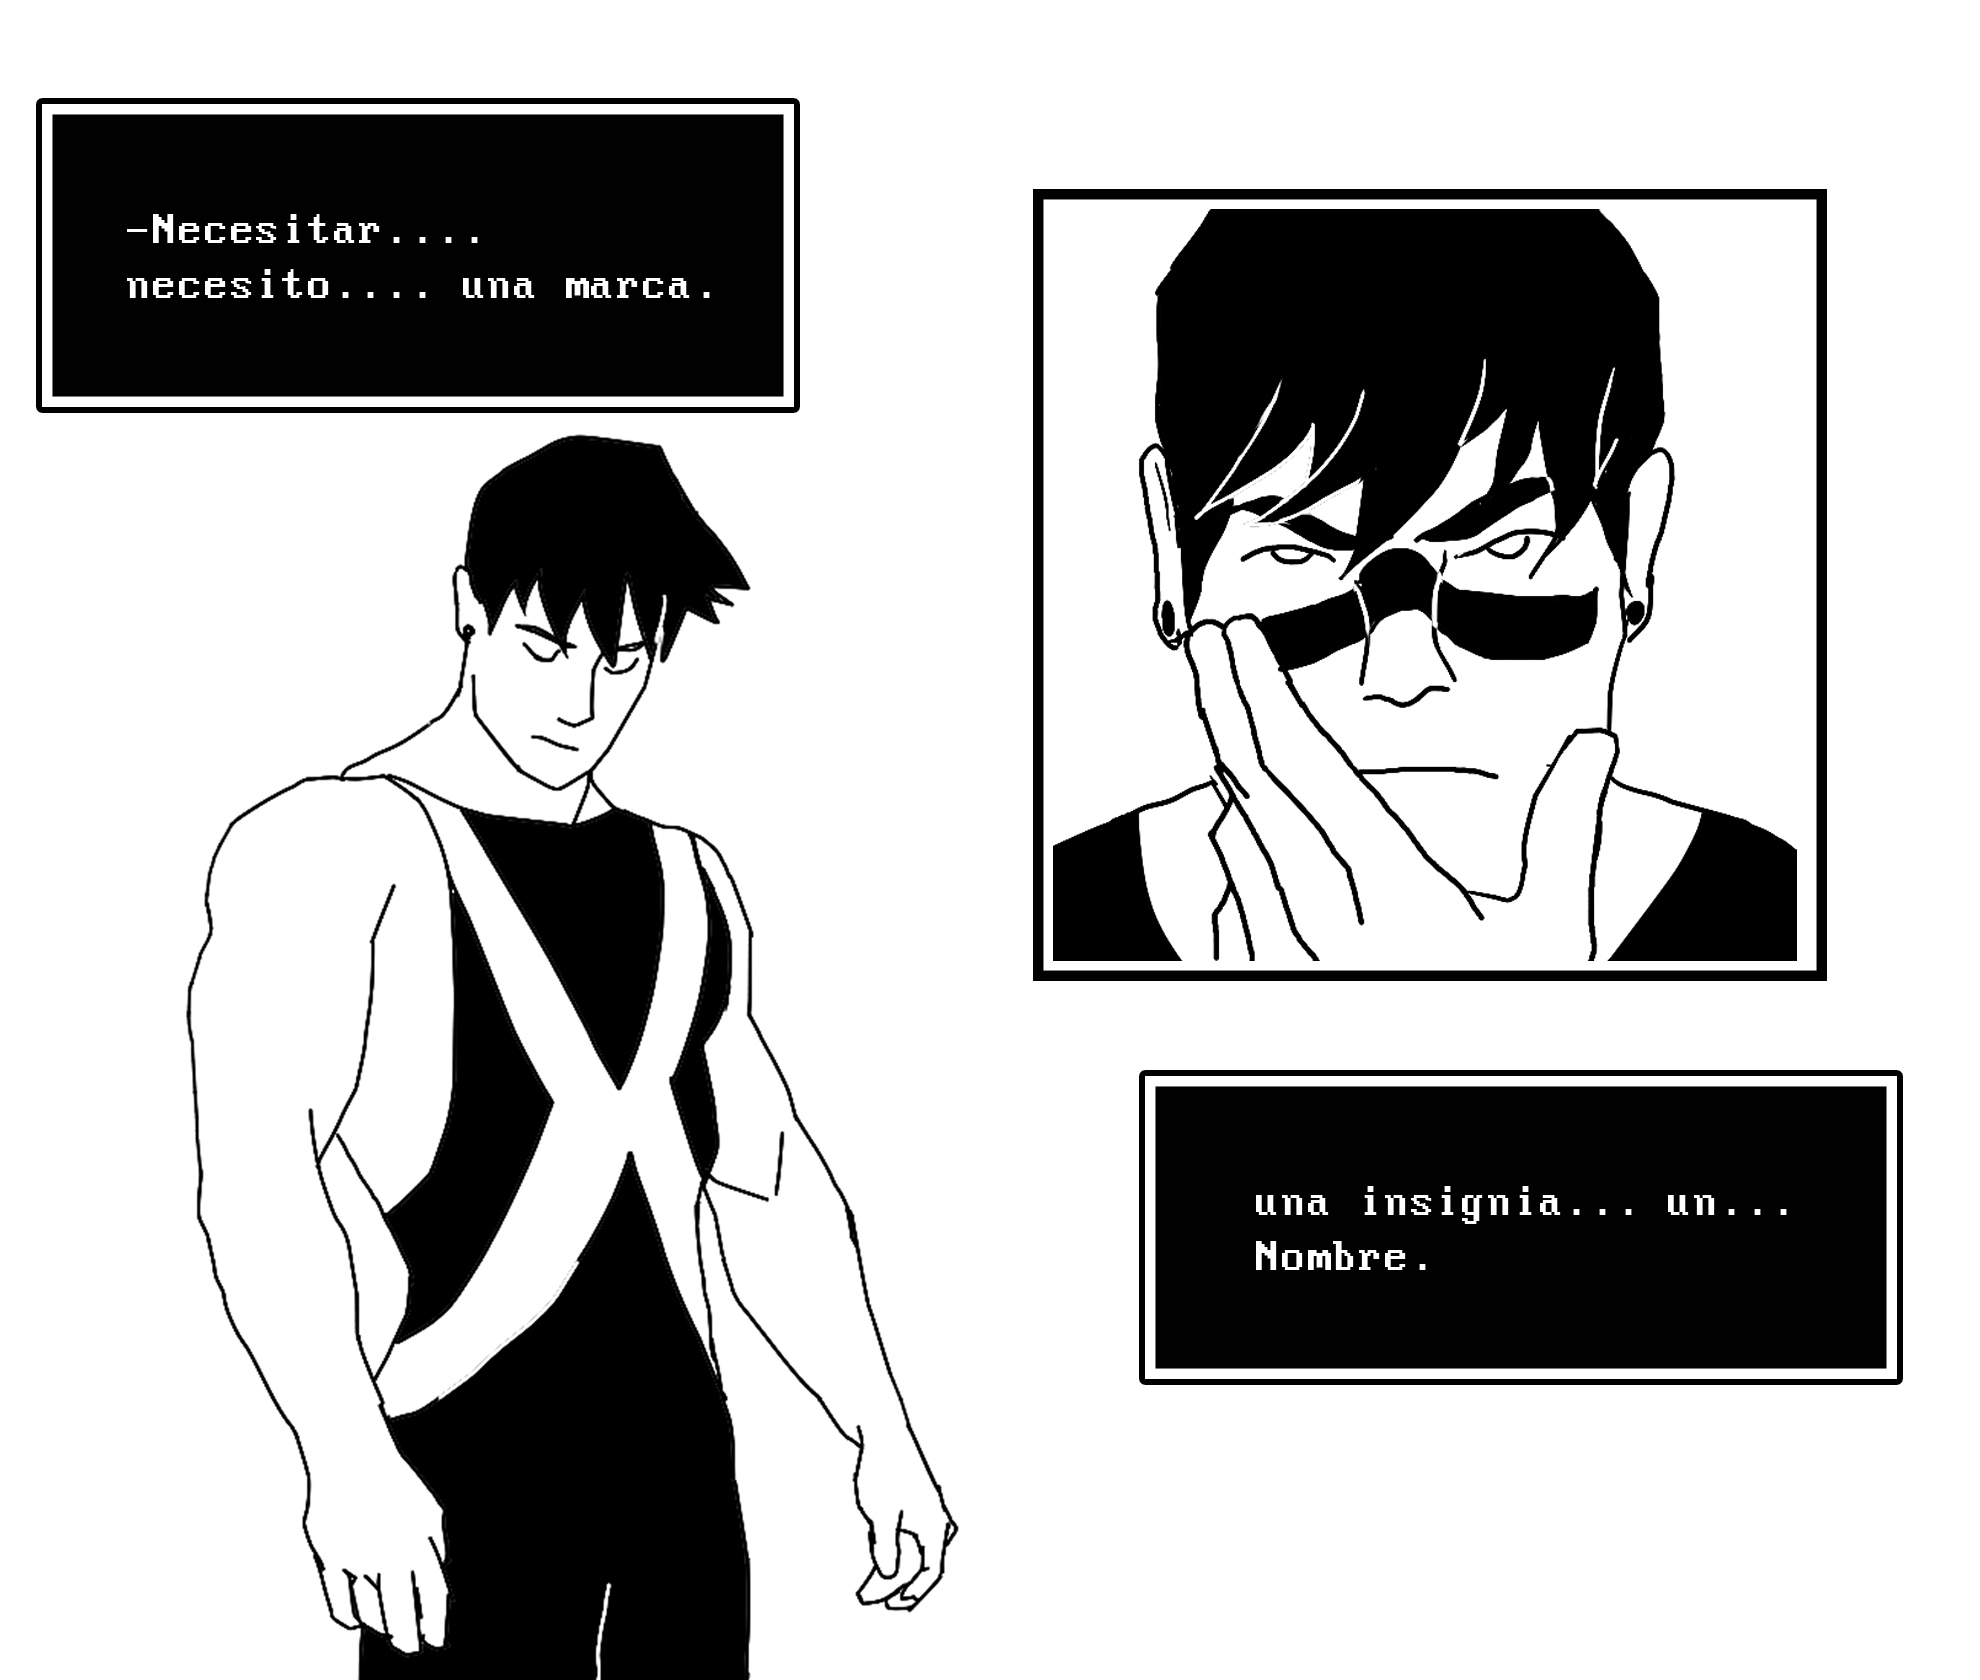 -Necesitar....
necesito.... una marca.
una insignia... un...
Nombre.